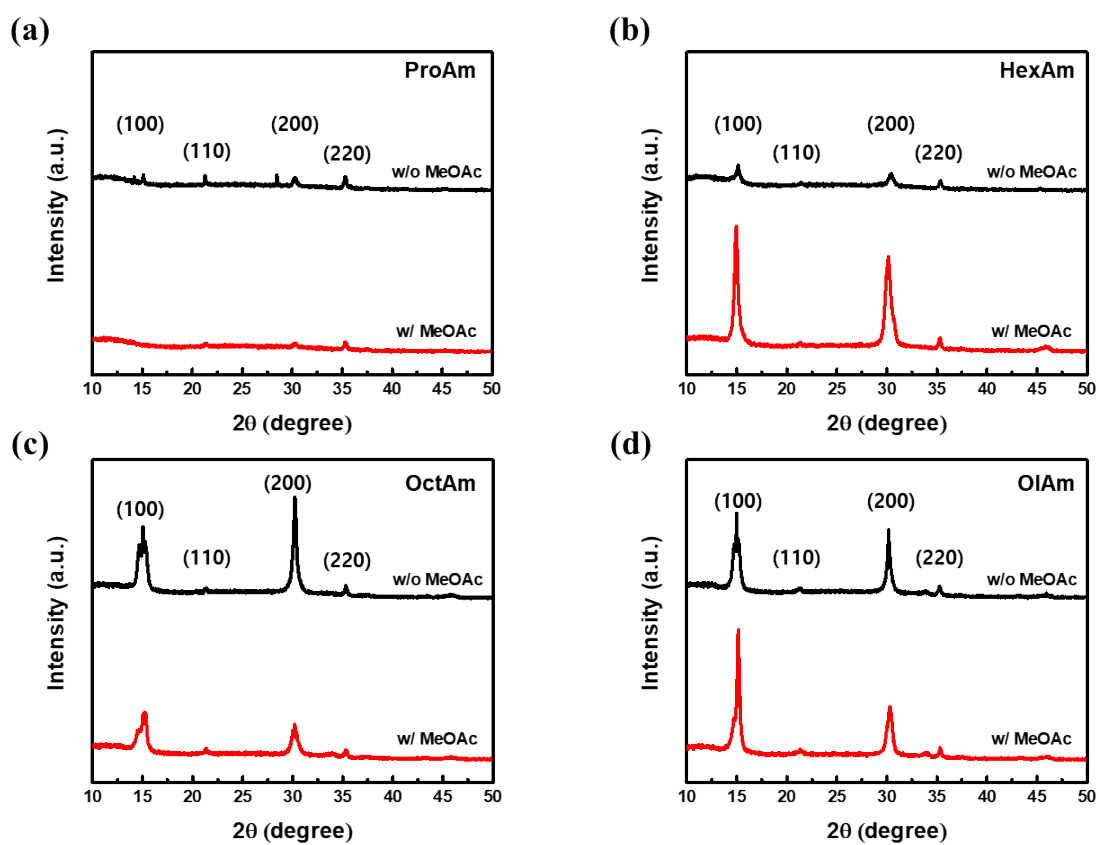 (a)
ProAm
(100)
(110)
(200)
(220)
w/o MeOAc
w/ MeOAc
Intensity (a.u.)
10 15 20 25 30 35 40 45 50
2θ (degree)
(b)
HexAm
(100)
(110)
(200)
(220)
w/o MeOAc
w/ MeOAc
Intensity (a.u.)
10 15 20 25 30 35 40 45 50
2θ (degree)
(c)
OctAm
(100)
(110)
(200)
(220)
w/o MeOAc
w/ MeOAc
Intensity (a.u.)
10 15 20 25 30 35 40 45 50
2θ (degree)
(d)
OlAm
(100)
(110)
(200)
(220)
w/o MeOAc
w/ MeOAc
Intensity (a.u.)
10 15 20 25 30 35 40 45 50
2θ (degree)